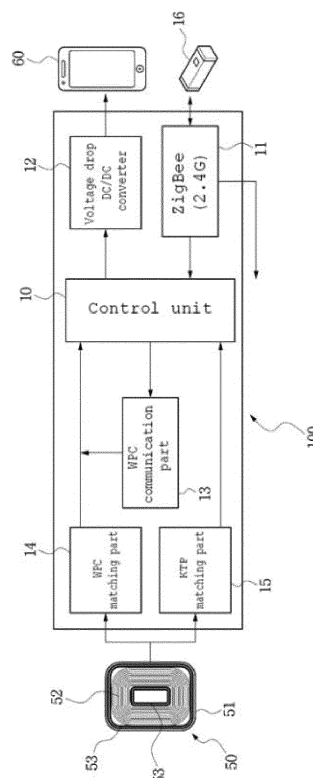 60
16
12
Voltage drop
DC/DC
converter
ZigBee
(2.4G)
11
10
Control unit
WPC
communication
part
13
100
14
WPC
matching part
KTP
matching part
15
52
53
33
51
50